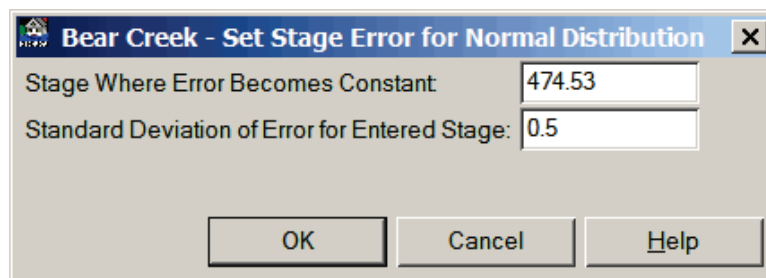 Bear Creek - Set Stage Error for Normal Distribution
Stage Where Error Becomes Constant: 474.53
Standard Deviation of Error for Entered Stage: 0.5
OK Cancel Help